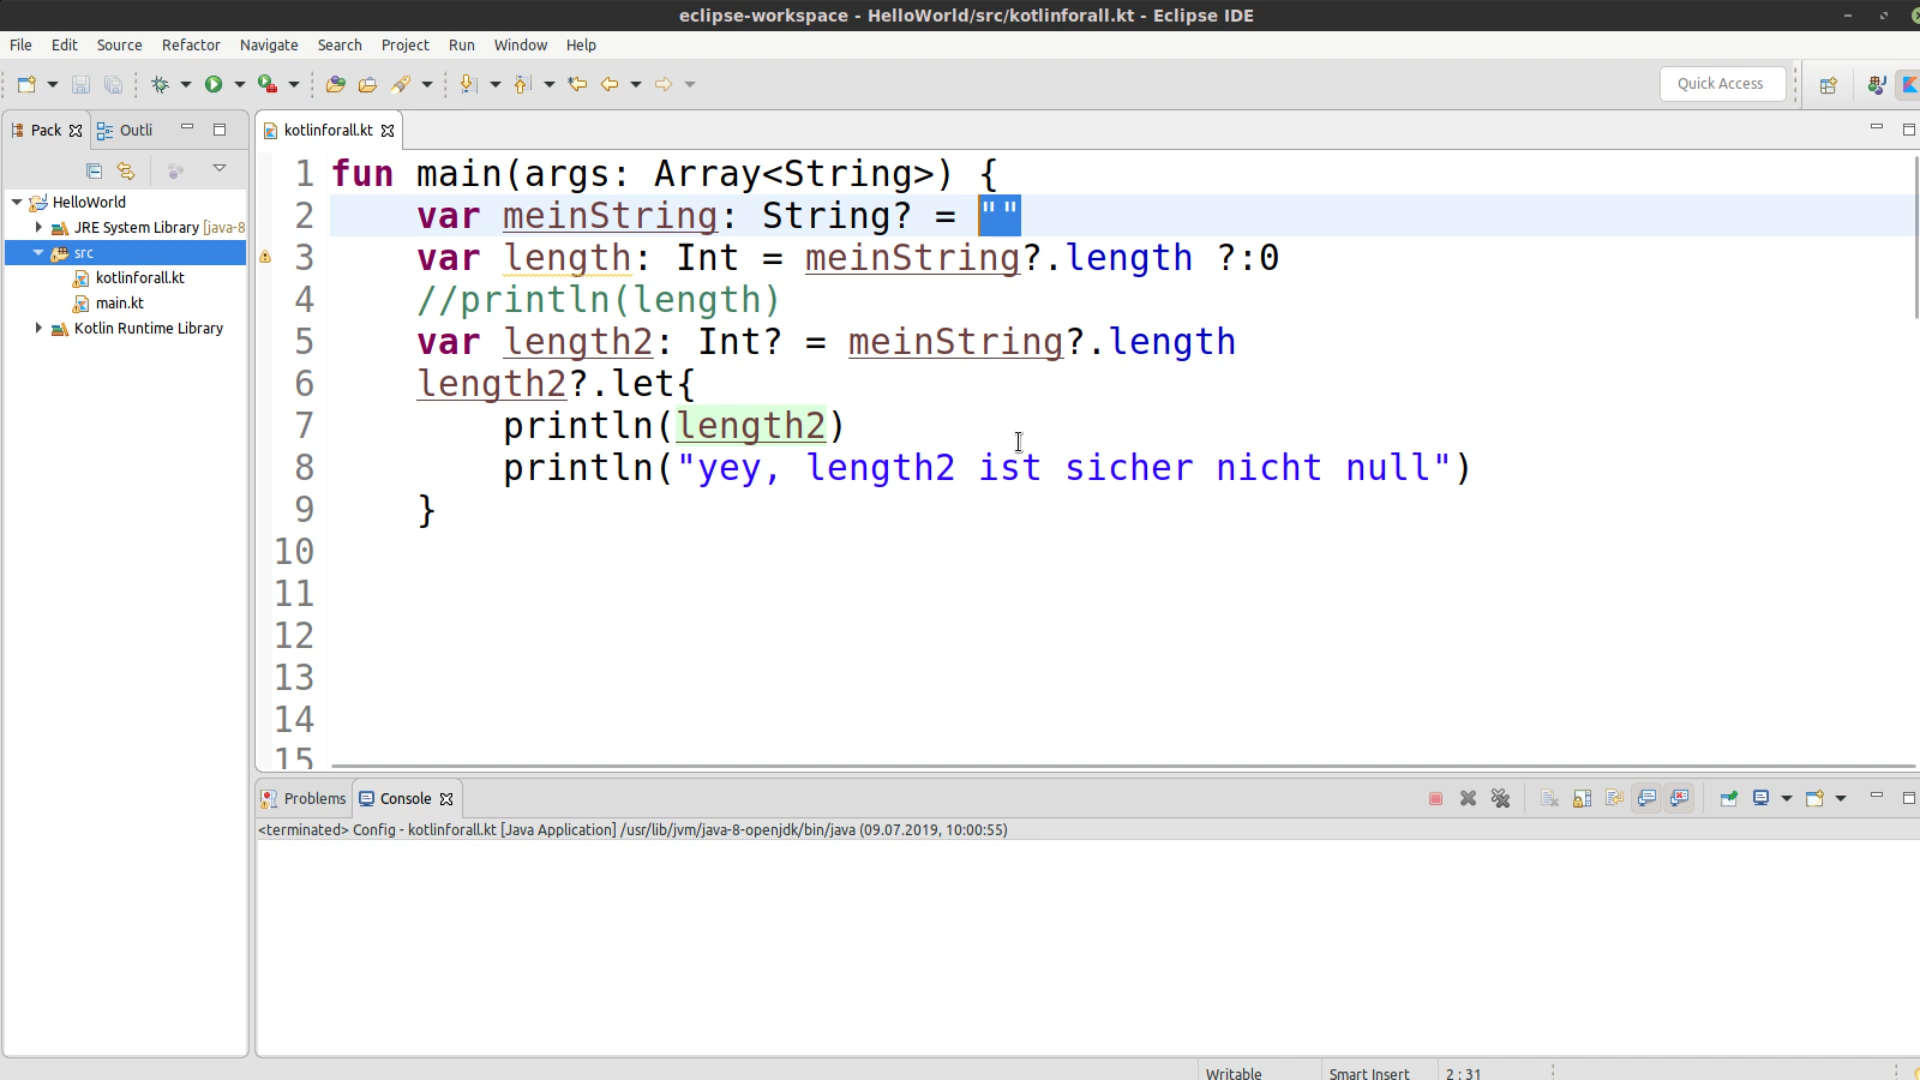 eclipse-workspace - HelloWorld/src/kotlinforall.kt - Eclipse IDE
File Edit Source Refactor Navigate Search Project Run Window Help
Quick Access
Pack Outli
kotlinforall.kt
HelloWorld
JRE System Library [java-8
src
kotlinforall.kt
main.kt
Kotlin Runtime Library
1 fun main(args: Array<String>) {
2 var meinString: String? = ""
3 var length: Int = meinString?.length ?:0
4 //println(length)
5 var length2: Int? = meinString?.length
6 length2?.let{
7 println(length2)
8 println("yey, length2 ist sicher nicht null")
9 }
10
11
12
13
14
15
Problems Console
<terminated> Config - kotlinforall.kt [Java Application] /usr/lib/jvm/java-8-openjdk/bin/java (09.07.2019, 10:00:55)
Writable Smart Insert 2 : 31